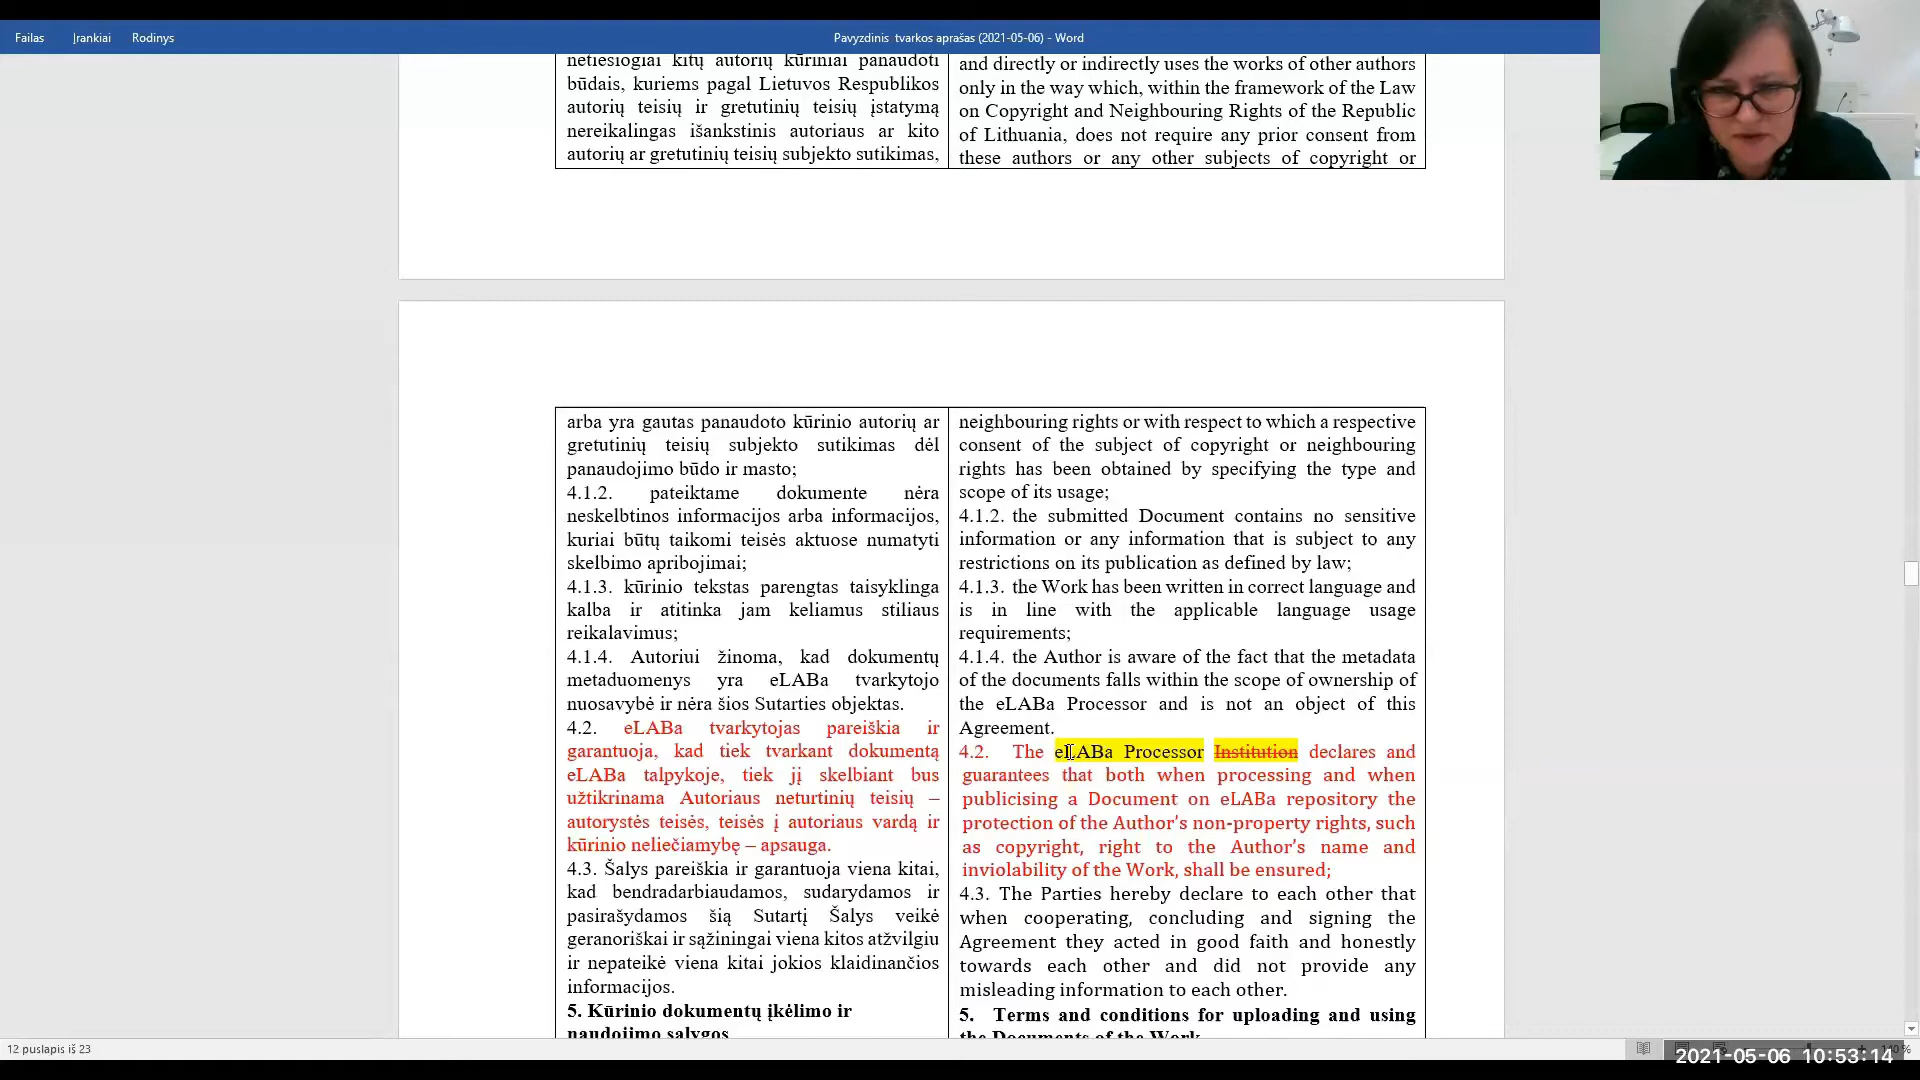 Failas Įrankiai Rodinys
Pavyzdinis tvarkos aprašas (2021-05-06) - Word
netiesiogiai kitų autorių kūriniai panaudoti
būdais, kuriems pagal Lietuvos Respublikos
autorių teisių ir gretutinių teisių įstatymą
nereikalingas išankstinis autoriaus ar kito
autorių ar gretutinių teisių subjekto sutikimas,
and directly or indirectly uses the works of other authors
only in the way which, within the framework of the Law
on Copyright and Neighbouring Rights of the Republic
of Lithuania, does not require any prior consent from
these authors or any other subjects of copyright or
arba yra gautas panaudoto kūrinio autorių ar
gretutinių teisių subjekto sutikimas dėl
panaudojimo būdo ir masto;
4.1.2. pateiktame dokumente nėra
neskelbtinos informacijos arba informacijos,
kuriai būtų taikomi teisės aktuose numatyti
skelbimo apribojimai;
4.1.3. kūrinio tekstas parengtas taisyklinga
kalba ir atitinka jam keliamus stiliaus
reikalavimus;
4.1.4. Autoriui žinoma, kad dokumentų
metaduomenys yra eLABa tvarkytojo
nuosavybė ir nėra šios Sutarties objektas.
4.2. eLABa tvarkytojas pareiškia ir
garantuoja, kad tiek tvarkant dokumentą
eLABa talpykoje, tiek jį skelbiant bus
užtikrinama Autoriaus neturtinių teisių –
autorystės teisės, teisės į autoriaus vardą ir
kūrinio neliečiamybę – apsauga.
4.3. Šalys pareiškia ir garantuoja viena kitai,
kad bendradarbiaudamos, sudarydamos ir
pasirašydamos šią Sutartį Šalys veikė
geranoriškai ir sąžiningai viena kitos atžvilgiu
ir nepateikė viena kitai jokios klaidinančios
informacijos.
5. Kūrinio dokumentų įkėlimo ir
naudojimo sąlygos
neighbouring rights or with respect to which a respective
consent of the subject of copyright or neighbouring
rights has been obtained by specifying the type and
scope of its usage;
4.1.2. the submitted Document contains no sensitive
information or any information that is subject to any
restrictions on its publication as defined by law;
4.1.3. the Work has been written in correct language and
is in line with the applicable language usage
requirements;
4.1.4. the Author is aware of the fact that the metadata
of the documents falls within the scope of ownership of
the eLABa Processor and is not an object of this
Agreement.
4.2. The eLABa Processor Institution declares and
guarantees that both when processing and when
publicising a Document on eLABa repository the
protection of the Author’s non-property rights, such
as copyright, right to the Author’s name and
inviolability of the Work, shall be ensured;
4.3. The Parties hereby declare to each other that
when cooperating, concluding and signing the
Agreement they acted in good faith and honestly
towards each other and did not provide any
misleading information to each other.
5. Terms and conditions for uploading and using
the Documents of the Work
12 puslapis iš 23
2021-05-06 10:53:14